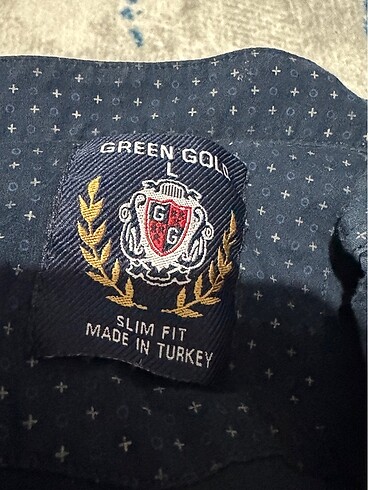 GREEN GOLD
L
G
G
SLIM FIT
MADE IN TURKEY